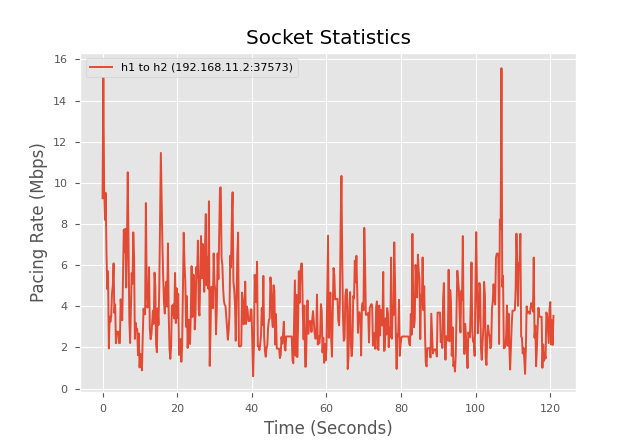 Socket Statistics
h1 to h2 (192.168.11.2:37573)
Pacing Rate (Mbps)
16
14
12
10
8
6
4
2
0
0 20 40 60 80 100 120
Time (Seconds)